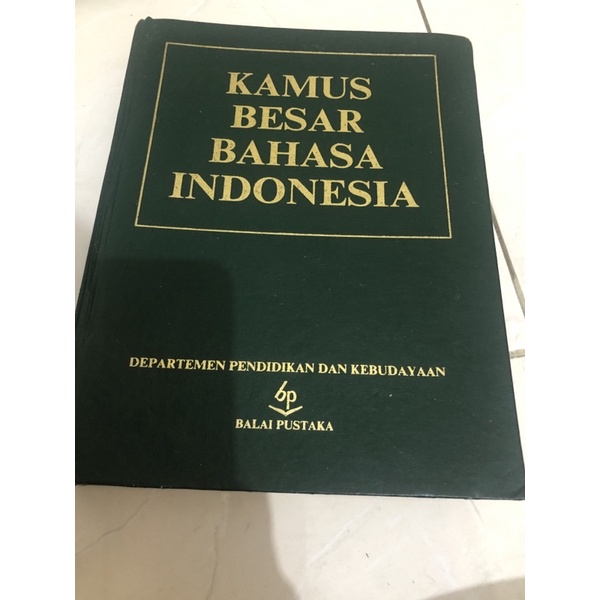 KAMUS
BESAR
BAHASA
INDONESIA
DEPARTEMEN PENDIDIKAN DAN KEBUDAYAAN
bp
BALAI PUSTAKA